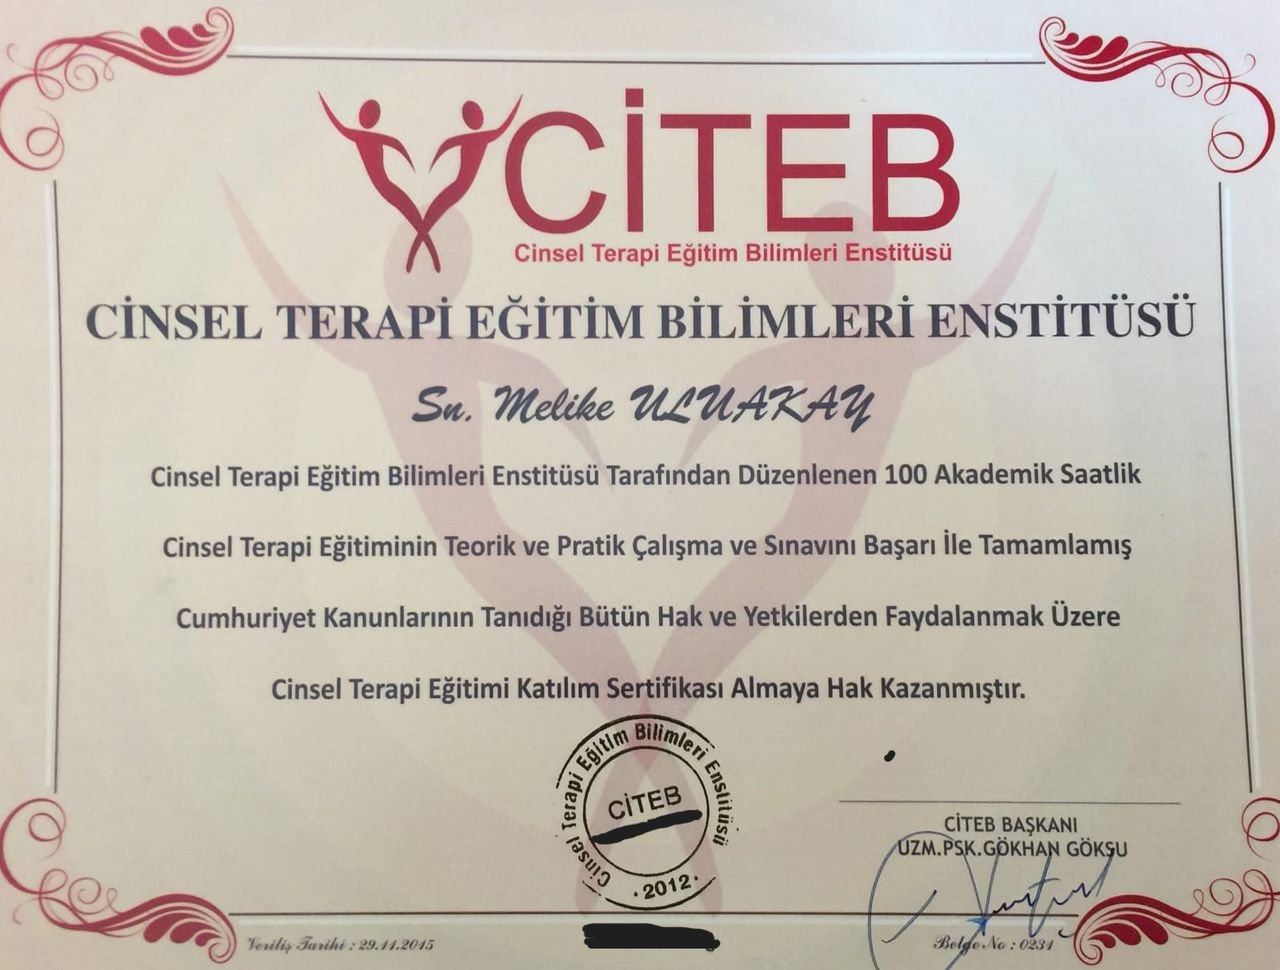 CİTEB
Cinsel Terapi Eğitim Bilimleri Enstitüsü
CİNSEL TERAPİ EĞİTİM BİLİMLERİ ENSTİTÜSÜ
Sn. Melike ULUAKAY
Cinsel Terapi Eğitim Bilimleri Enstitüsü Tarafından Düzenlenen 100 Akademik Saatlik
Cinsel Terapi Eğitiminin Teorik ve Pratik Çalışma ve Sınavını Başarı İle Tamamlamış
Cumhuriyet Kanunlarının Tanıdığı Bütün Hak ve Yetkilerden Faydalanmak Üzere
Cinsel Terapi Eğitimi Katılım Sertifikası Almaya Hak Kazanmıştır.
Cinsel Terapi Eğitim Bilimleri Enstitüsü
CİTEB
· 2012 ·
CİTEB BAŞKANI
UZM.PSK.GÖKHAN GÖKSU
Veriliş Tarihi : 29.11.2015
Belge No : 0231